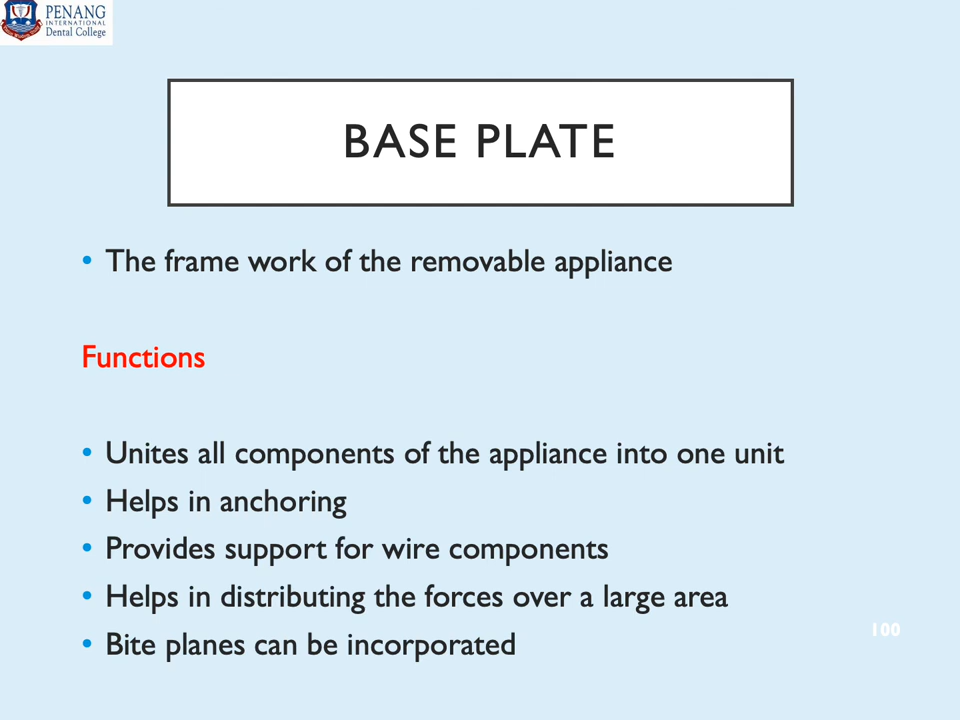 PENANG
INTERNATIONAL
Dental College
BASE PLATE
• The frame work of the removable appliance
Functions
• Unites all components of the appliance into one unit
• Helps in anchoring
• Provides support for wire components
• Helps in distributing the forces over a large area
• Bite planes can be incorporated
100